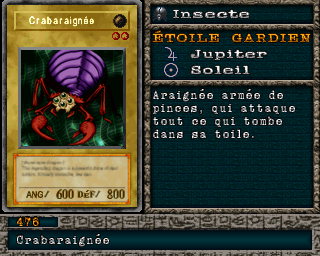 Crabaraignée
ANG/ 600 DÉF/ 800
Insecte
ÉTOILE GARDIEN
Jupiter
Soleil
Araignée armée de
pinces, qui attaque
tout ce qui tombe
dans sa toile.
476
Crabaraignée